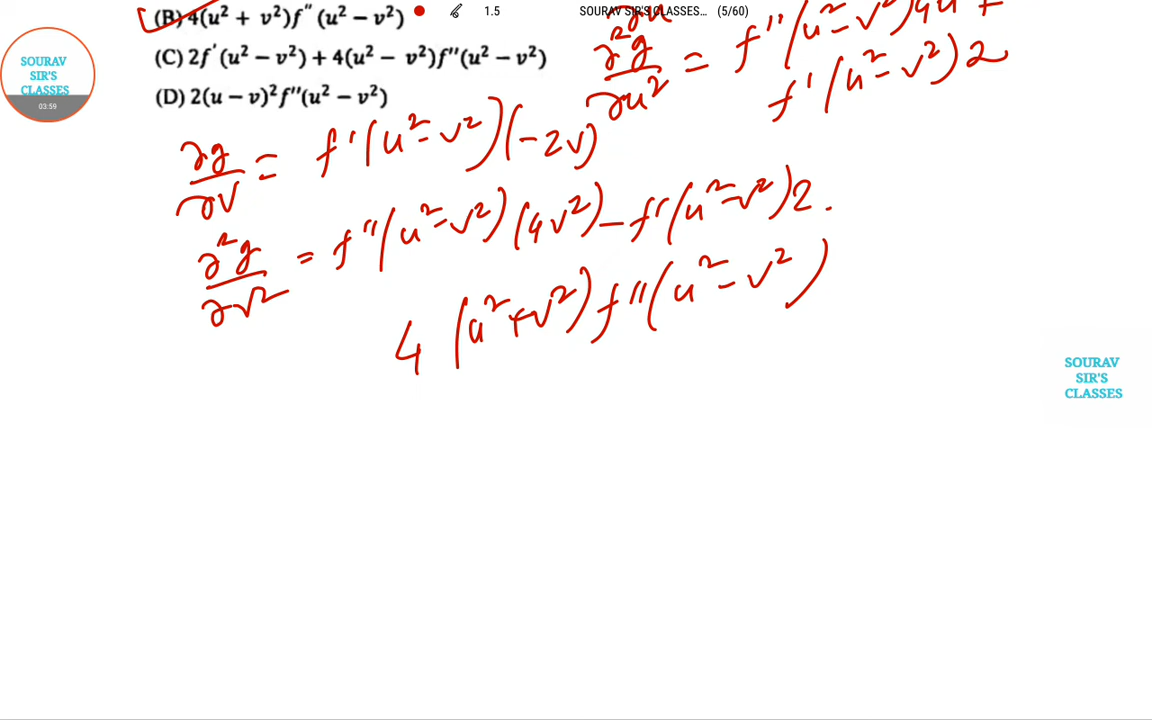 (B) 4(u² + v²)f″ (u² − v²)
1.5
SOURAV SIR'S CLASSES... (5/60)
∂u
SOURAV
SIR'S
CLASSES
03:59
(C) 2f′(u² − v²) + 4(u² − v²)f″(u² − v²)
∂²g/∂u² = f″(u² − v²)4u² +
f′(u² − v²)2
(D) 2(u − v)²f″(u² − v²)
∂g/∂v = f′(u² − v²)(−2v)
∂²g/∂v² = f″(u² − v²)(4v²) − f′(u² − v²)2.
4(u² + v²)f″(u² − v²)
SOURAV
SIR'S
CLASSES